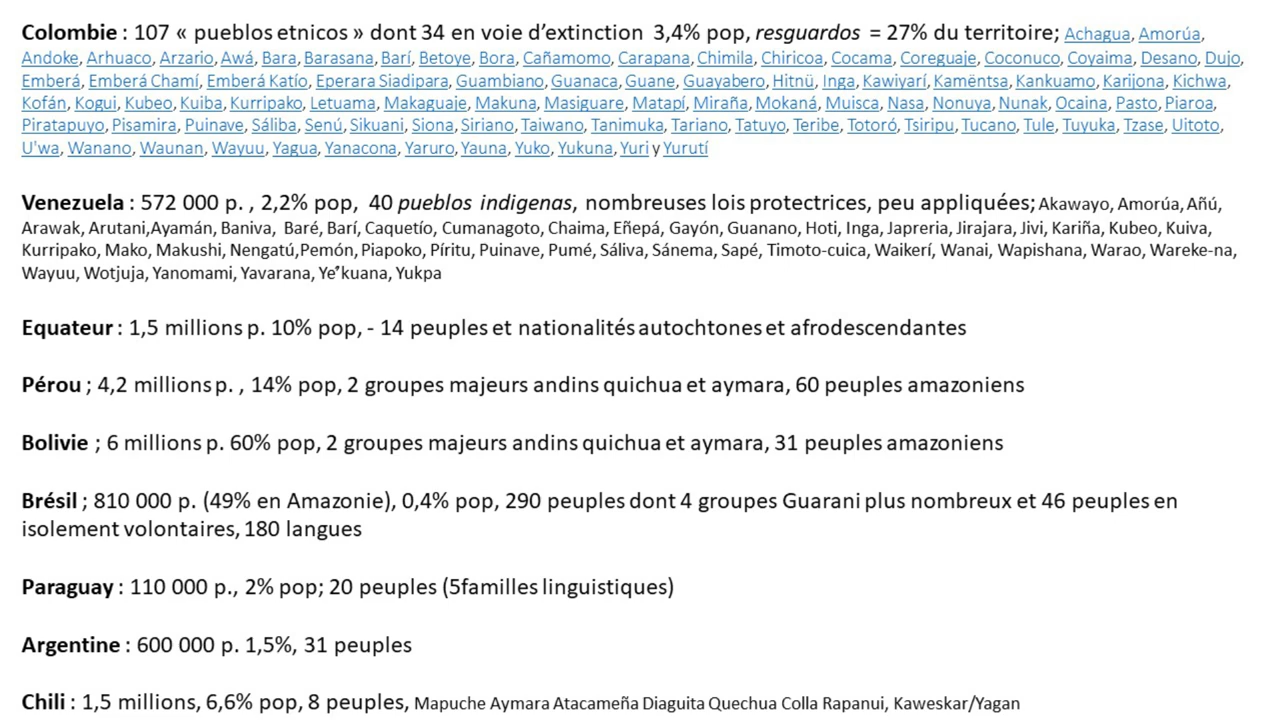 Colombie : 107 « pueblos etnicos » dont 34 en voie d’extinction 3,4% pop, resguardos = 27% du territoire; Achagua, Amorúa,
Andoke, Arhuaco, Arzario, Awá, Bara, Barasana, Barí, Betoye, Bora, Cañamomo, Carapana, Chimila, Chiricoa, Cocama, Coreguaje, Coconuco, Coyaima, Desano, Dujo,
Emberá, Emberá Chamí, Emberá Katío, Eperara Siadipara, Guambiano, Guanaca, Guane, Guayabero, Hitnü, Inga, Kawiyarí, Kamëntsa, Kankuamo, Karijona, Kichwa,
Kofán, Kogui, Kubeo, Kuiba, Kurripako, Letuama, Makaguaje, Makuna, Masiguare, Matapí, Miraña, Mokaná, Muisca, Nasa, Nonuya, Nunak, Ocaina, Pasto, Piaroa,
Piratapuyo, Pisamira, Puinave, Sáliba, Senú, Sikuani, Siona, Siriano, Taiwano, Tanimuka, Tariano, Tatuyo, Teribe, Totoró, Tsiripu, Tucano, Tule, Tuyuka, Tzase, Uitoto,
U'wa, Wanano, Waunan, Wayuu, Yagua, Yanacona, Yaruro, Yauna, Yuko, Yukuna, Yuri y Yurutí
Venezuela : 572 000 p. , 2,2% pop, 40 pueblos indigenas, nombreuses lois protectrices, peu appliquées; Akawayo, Amorúa, Añú,
Arawak, Arutani,Ayamán, Baniva, Baré, Barí, Caquetío, Cumanagoto, Chaima, Eñepá, Gayón, Guanano, Hoti, Inga, Japreria, Jirajara, Jivi, Kariña, Kubeo, Kuiva,
Kurripako, Mako, Makushi, Nengatú,Pemón, Piapoko, Píritu, Puinave, Pumé, Sáliva, Sánema, Sapé, Timoto-cuica, Waikerí, Wanai, Wapishana, Warao, Wareke-na,
Wayuu, Wotjuja, Yanomami, Yavarana, Ye’kuana, Yukpa
Equateur : 1,5 millions p. 10% pop, - 14 peuples et nationalités autochtones et afrodescendantes
Pérou ; 4,2 millions p. , 14% pop, 2 groupes majeurs andins quichua et aymara, 60 peuples amazoniens
Bolivie ; 6 millions p. 60% pop, 2 groupes majeurs andins quichua et aymara, 31 peuples amazoniens
Brésil ; 810 000 p. (49% en Amazonie), 0,4% pop, 290 peuples dont 4 groupes Guarani plus nombreux et 46 peuples en
isolement volontaires, 180 langues
Paraguay : 110 000 p., 2% pop; 20 peuples (5familles linguistiques)
Argentine : 600 000 p. 1,5%, 31 peuples
Chili : 1,5 millions, 6,6% pop, 8 peuples, Mapuche Aymara Atacameña Diaguita Quechua Colla Rapanui, Kaweskar/Yagan